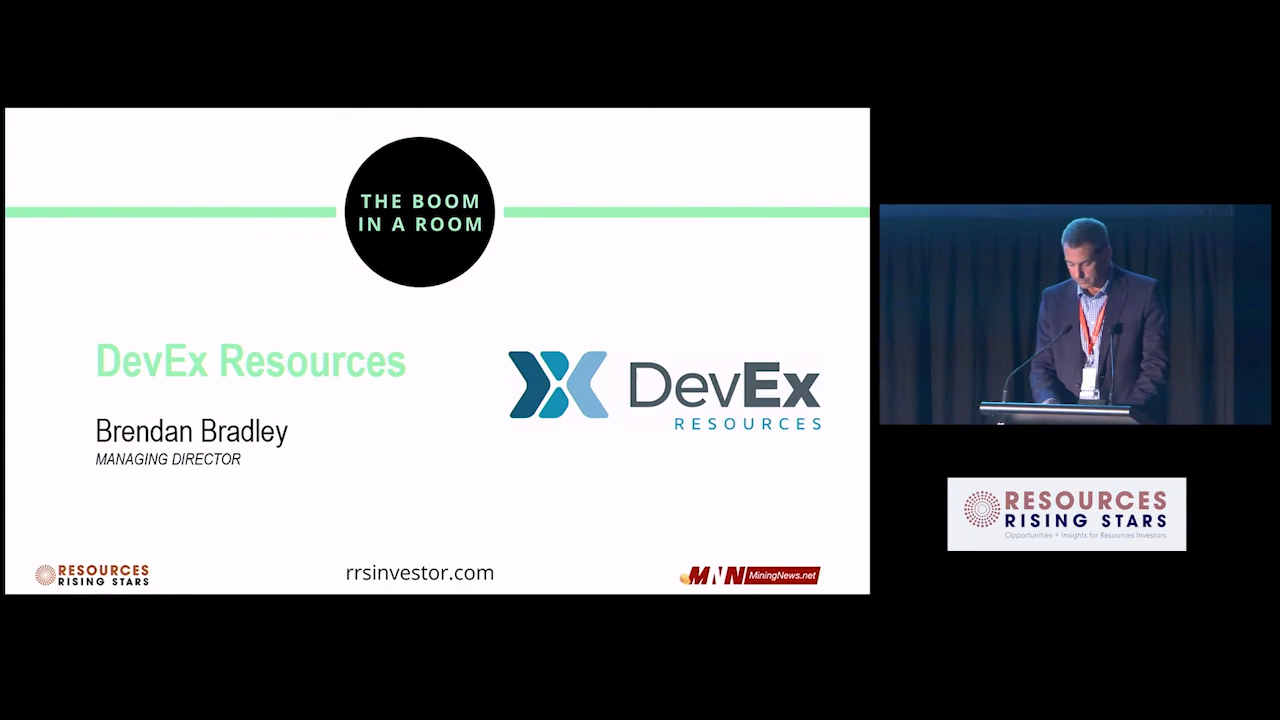 THE BOOM
IN A ROOM
DevEx Resources
Brendan Bradley
MANAGING DIRECTOR
DevEx
RESOURCES
RESOURCES
RISING STARS
rrsinvestor.com
MNN MiningNews.net
RESOURCES
RISING STARS
Opportunities + Insights for Resources Investors